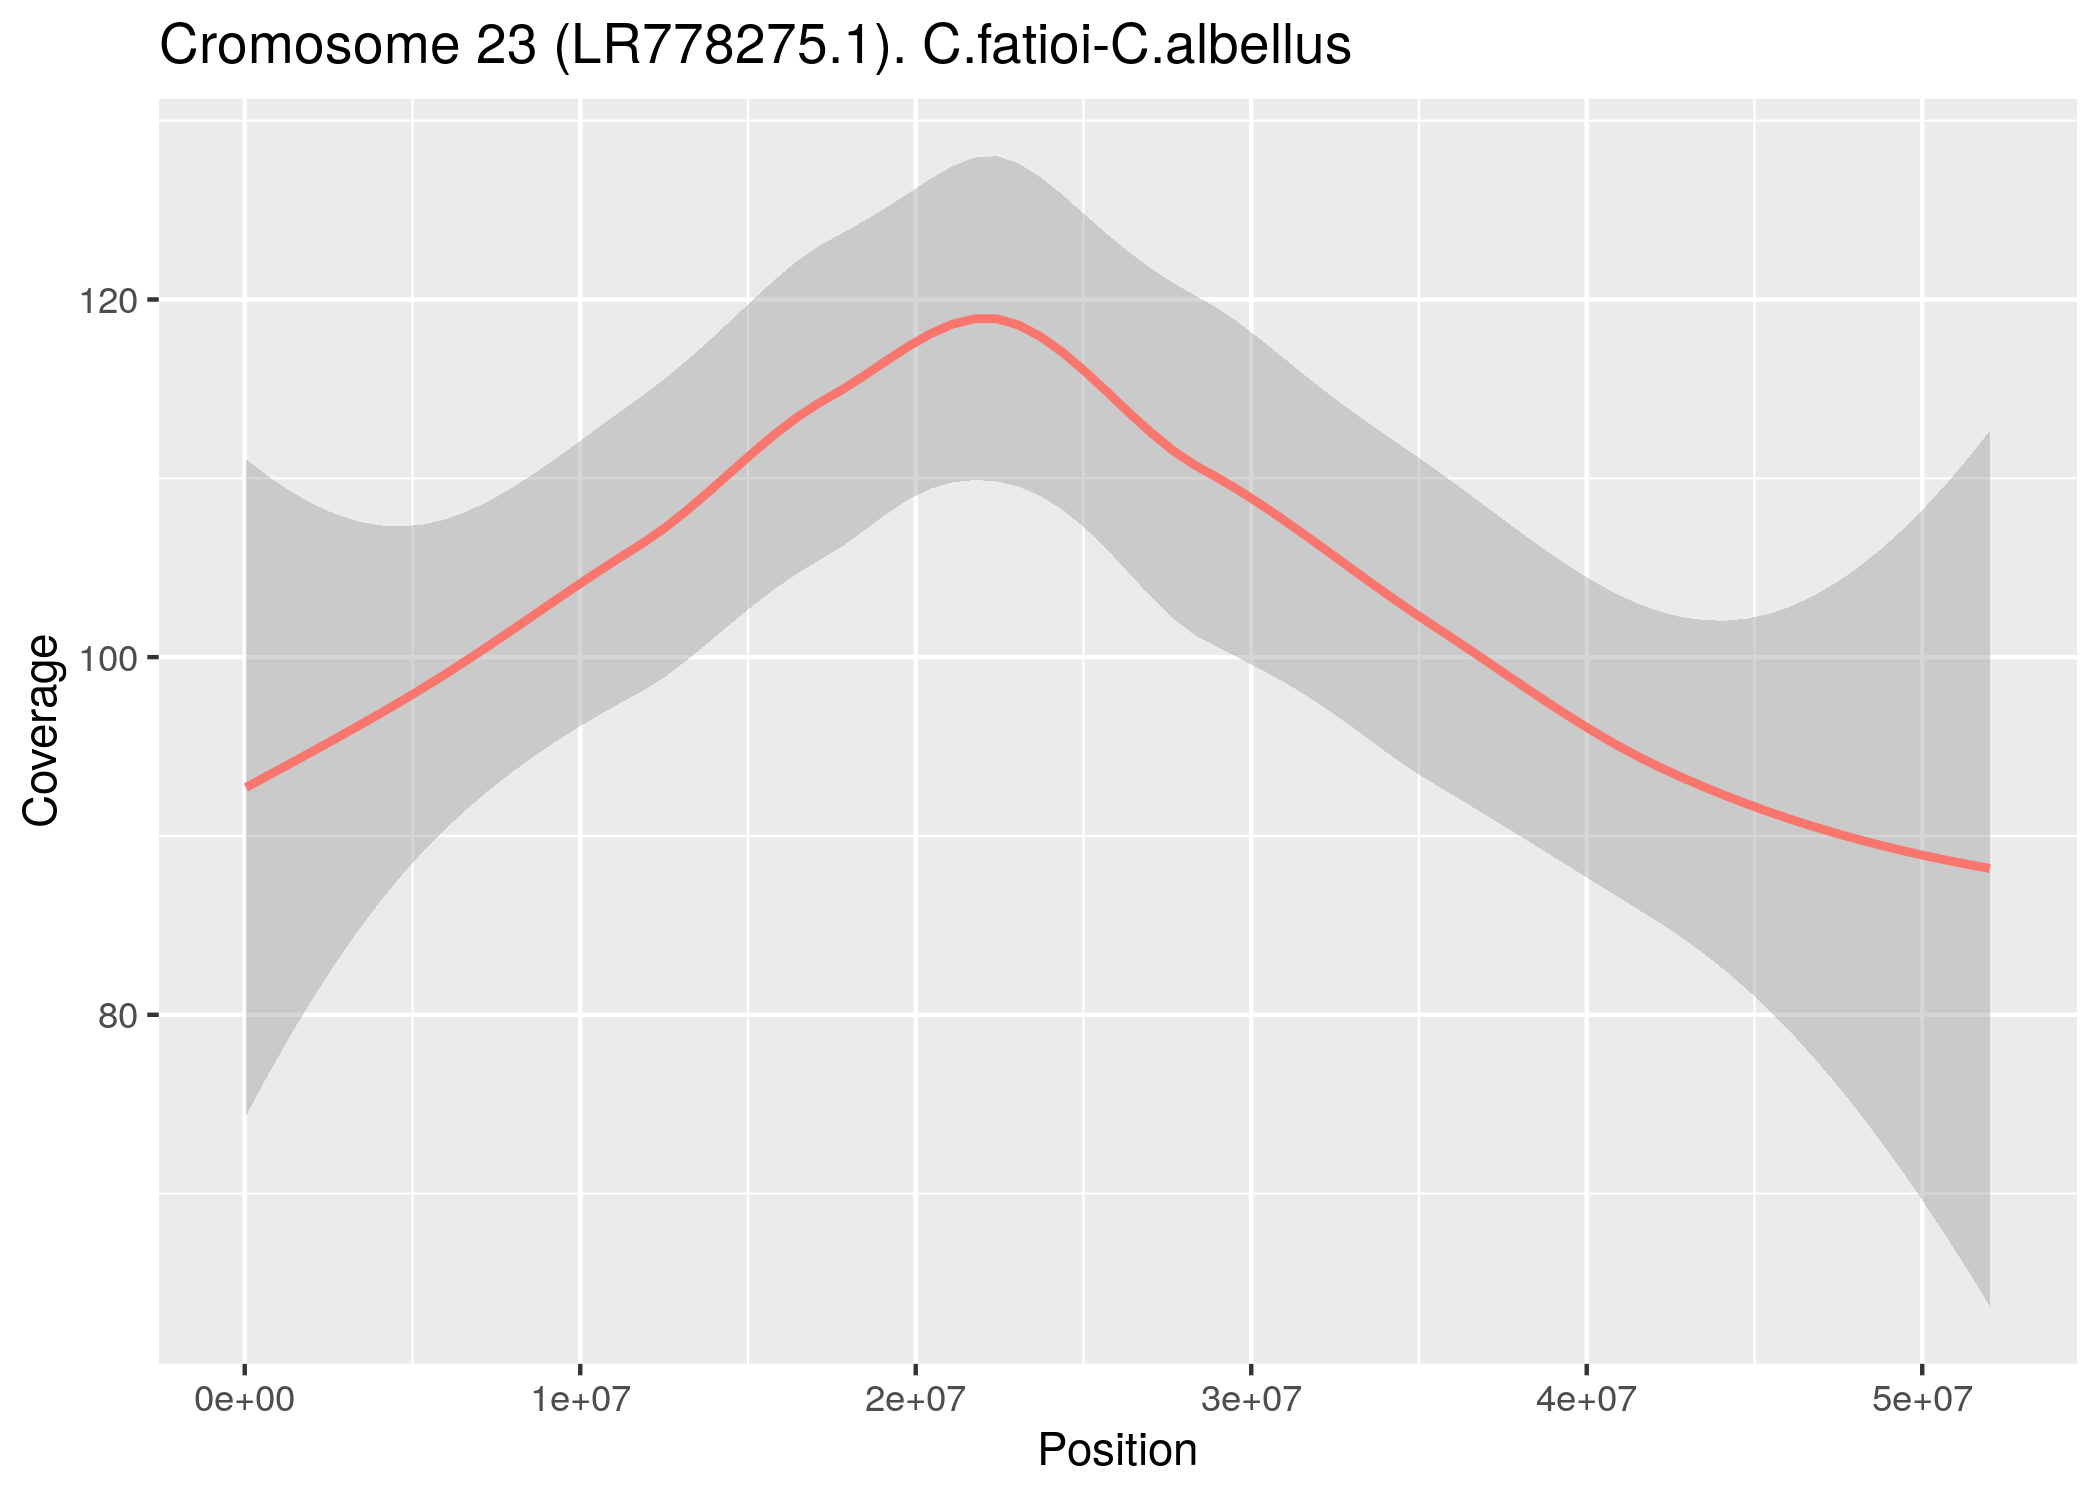 Cromosome 23 (LR778275.1). C.fatioi-C.albellus
120
100
80
Coverage
0e+00 1e+07 2e+07 3e+07 4e+07 5e+07
Position